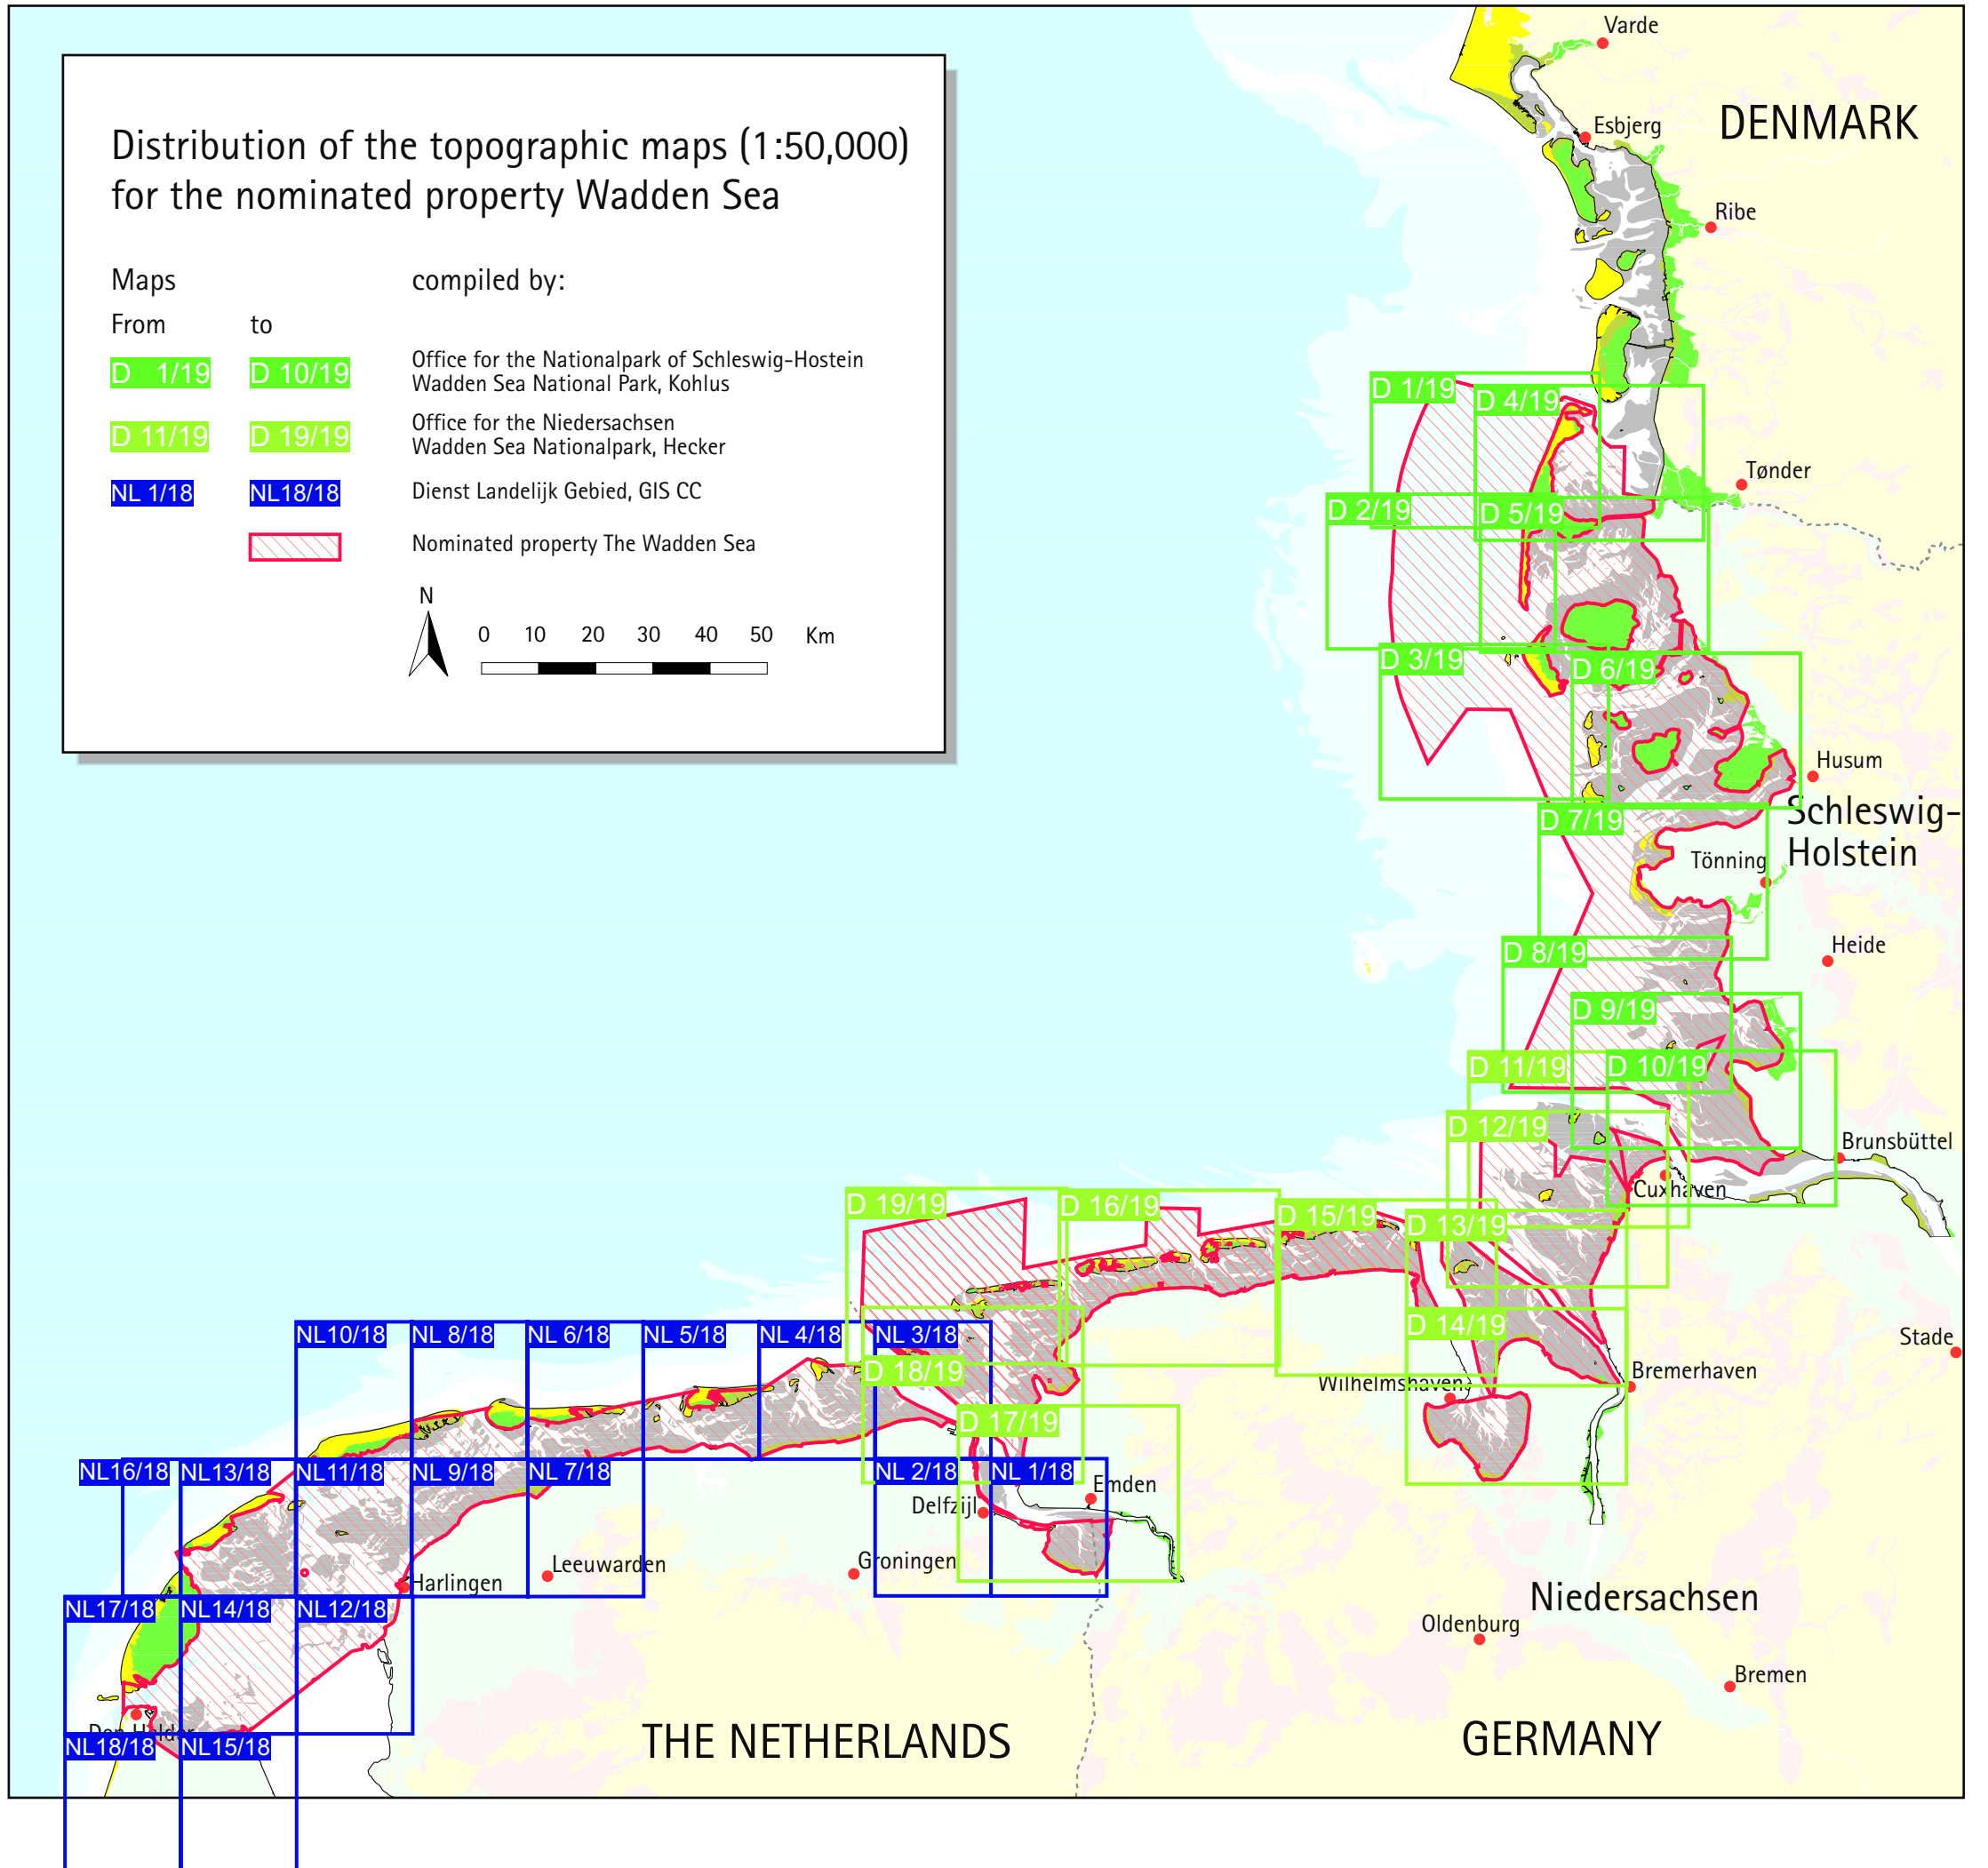 Distribution of the topographic maps (1:50,000)
for the nominated property Wadden Sea
Maps compiled by:
From to
D 1/19 D 10/19 Office for the Nationalpark of Schleswig-Hostein
Wadden Sea National Park, Kohlus
D 11/19 D 19/19 Office for the Niedersachsen
Wadden Sea Nationalpark, Hecker
NL 1/18 NL18/18 Dienst Landelijk Gebied, GIS CC
Nominated property The Wadden Sea
N
0 10 20 30 40 50 Km
Varde
DENMARK
Esbjerg
Ribe
D 1/19
D 4/19
Tønder
D 2/19
D 5/19
D 3/19
D 6/19
Husum
Schleswig-
Holstein
D 7/19
Tönning
Heide
D 8/19
D 9/19
D 11/19
D 10/19
D 12/19
Brunsbüttel
Cuxhaven
D 19/19
D 16/19
D 15/19
D 13/19
D 14/19
Stade
NL10/18
NL 8/18
NL 6/18
NL 5/18
NL 4/18
NL 3/18
D 18/19
Wilhelmshaven
Bremerhaven
D 17/19
NL16/18
NL13/18
NL11/18
NL 9/18
NL 7/18
NL 2/18
NL 1/18
Emden
Delfzijl
Harlingen
Leeuwarden
Groningen
NL17/18
NL14/18
NL12/18
Niedersachsen
Oldenburg
Bremen
Den Helder
THE NETHERLANDS
GERMANY
NL18/18
NL15/18